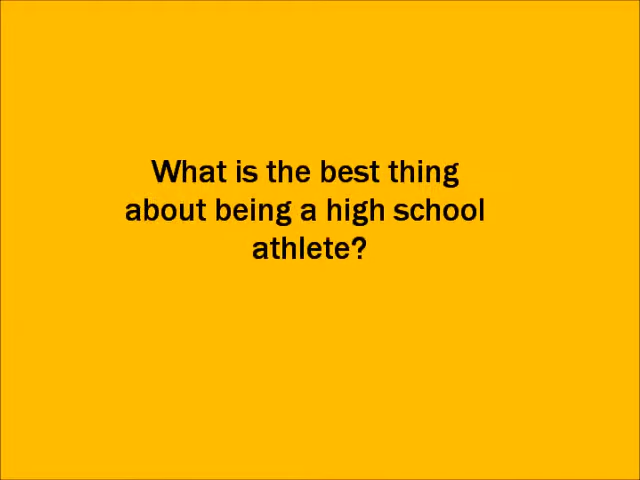 What is the best thing
about being a high school
athlete?